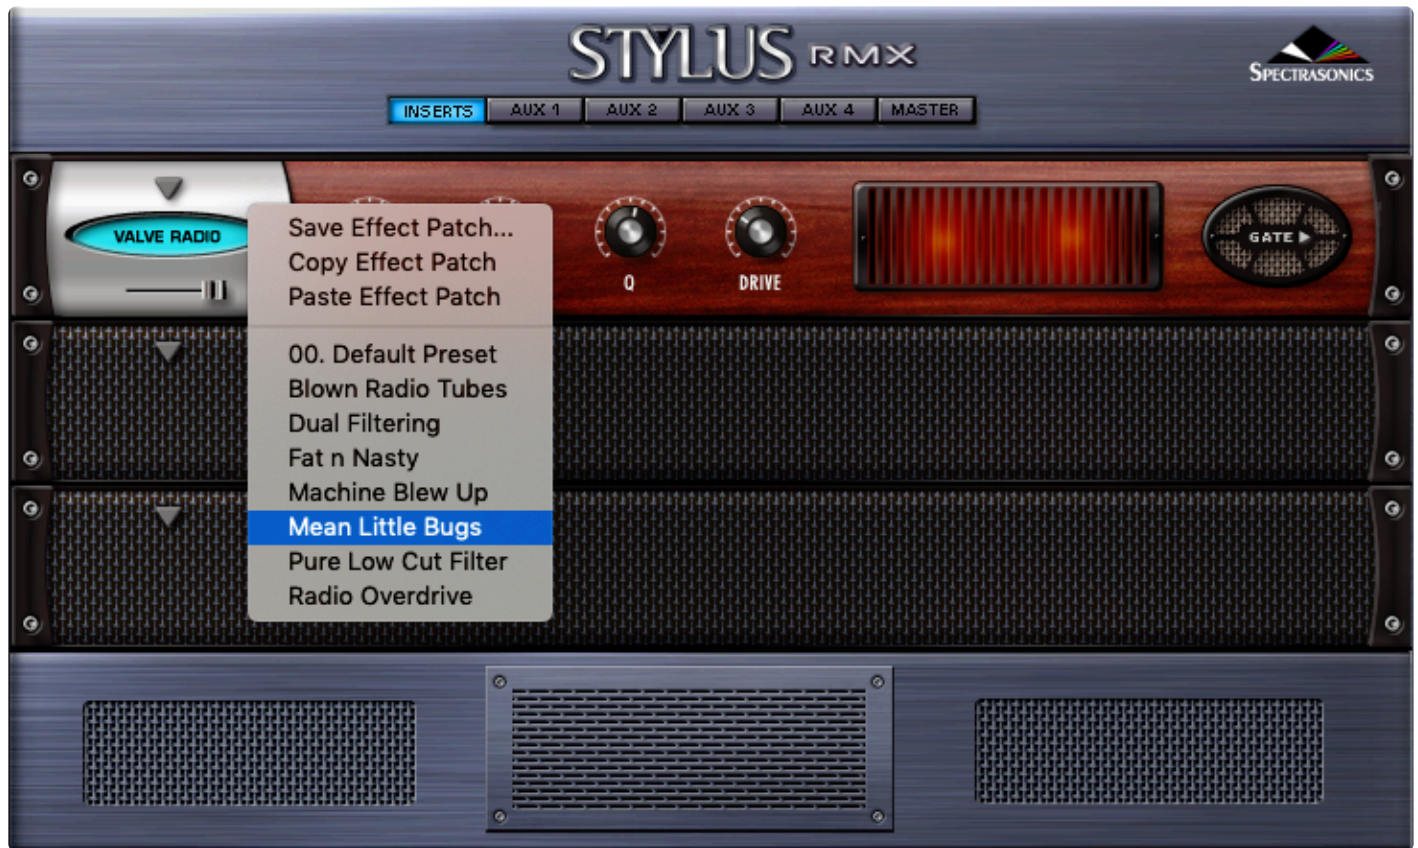 STYLUS RMX
SPECTRASONICS
INSERTS AUX 1 AUX 2 AUX 3 AUX 4 MASTER
VALVE RADIO
Save Effect Patch...
Copy Effect Patch
Paste Effect Patch
00. Default Preset
Blown Radio Tubes
Dual Filtering
Fat n Nasty
Machine Blew Up
Mean Little Bugs
Pure Low Cut Filter
Radio Overdrive
Q
DRIVE
GATE